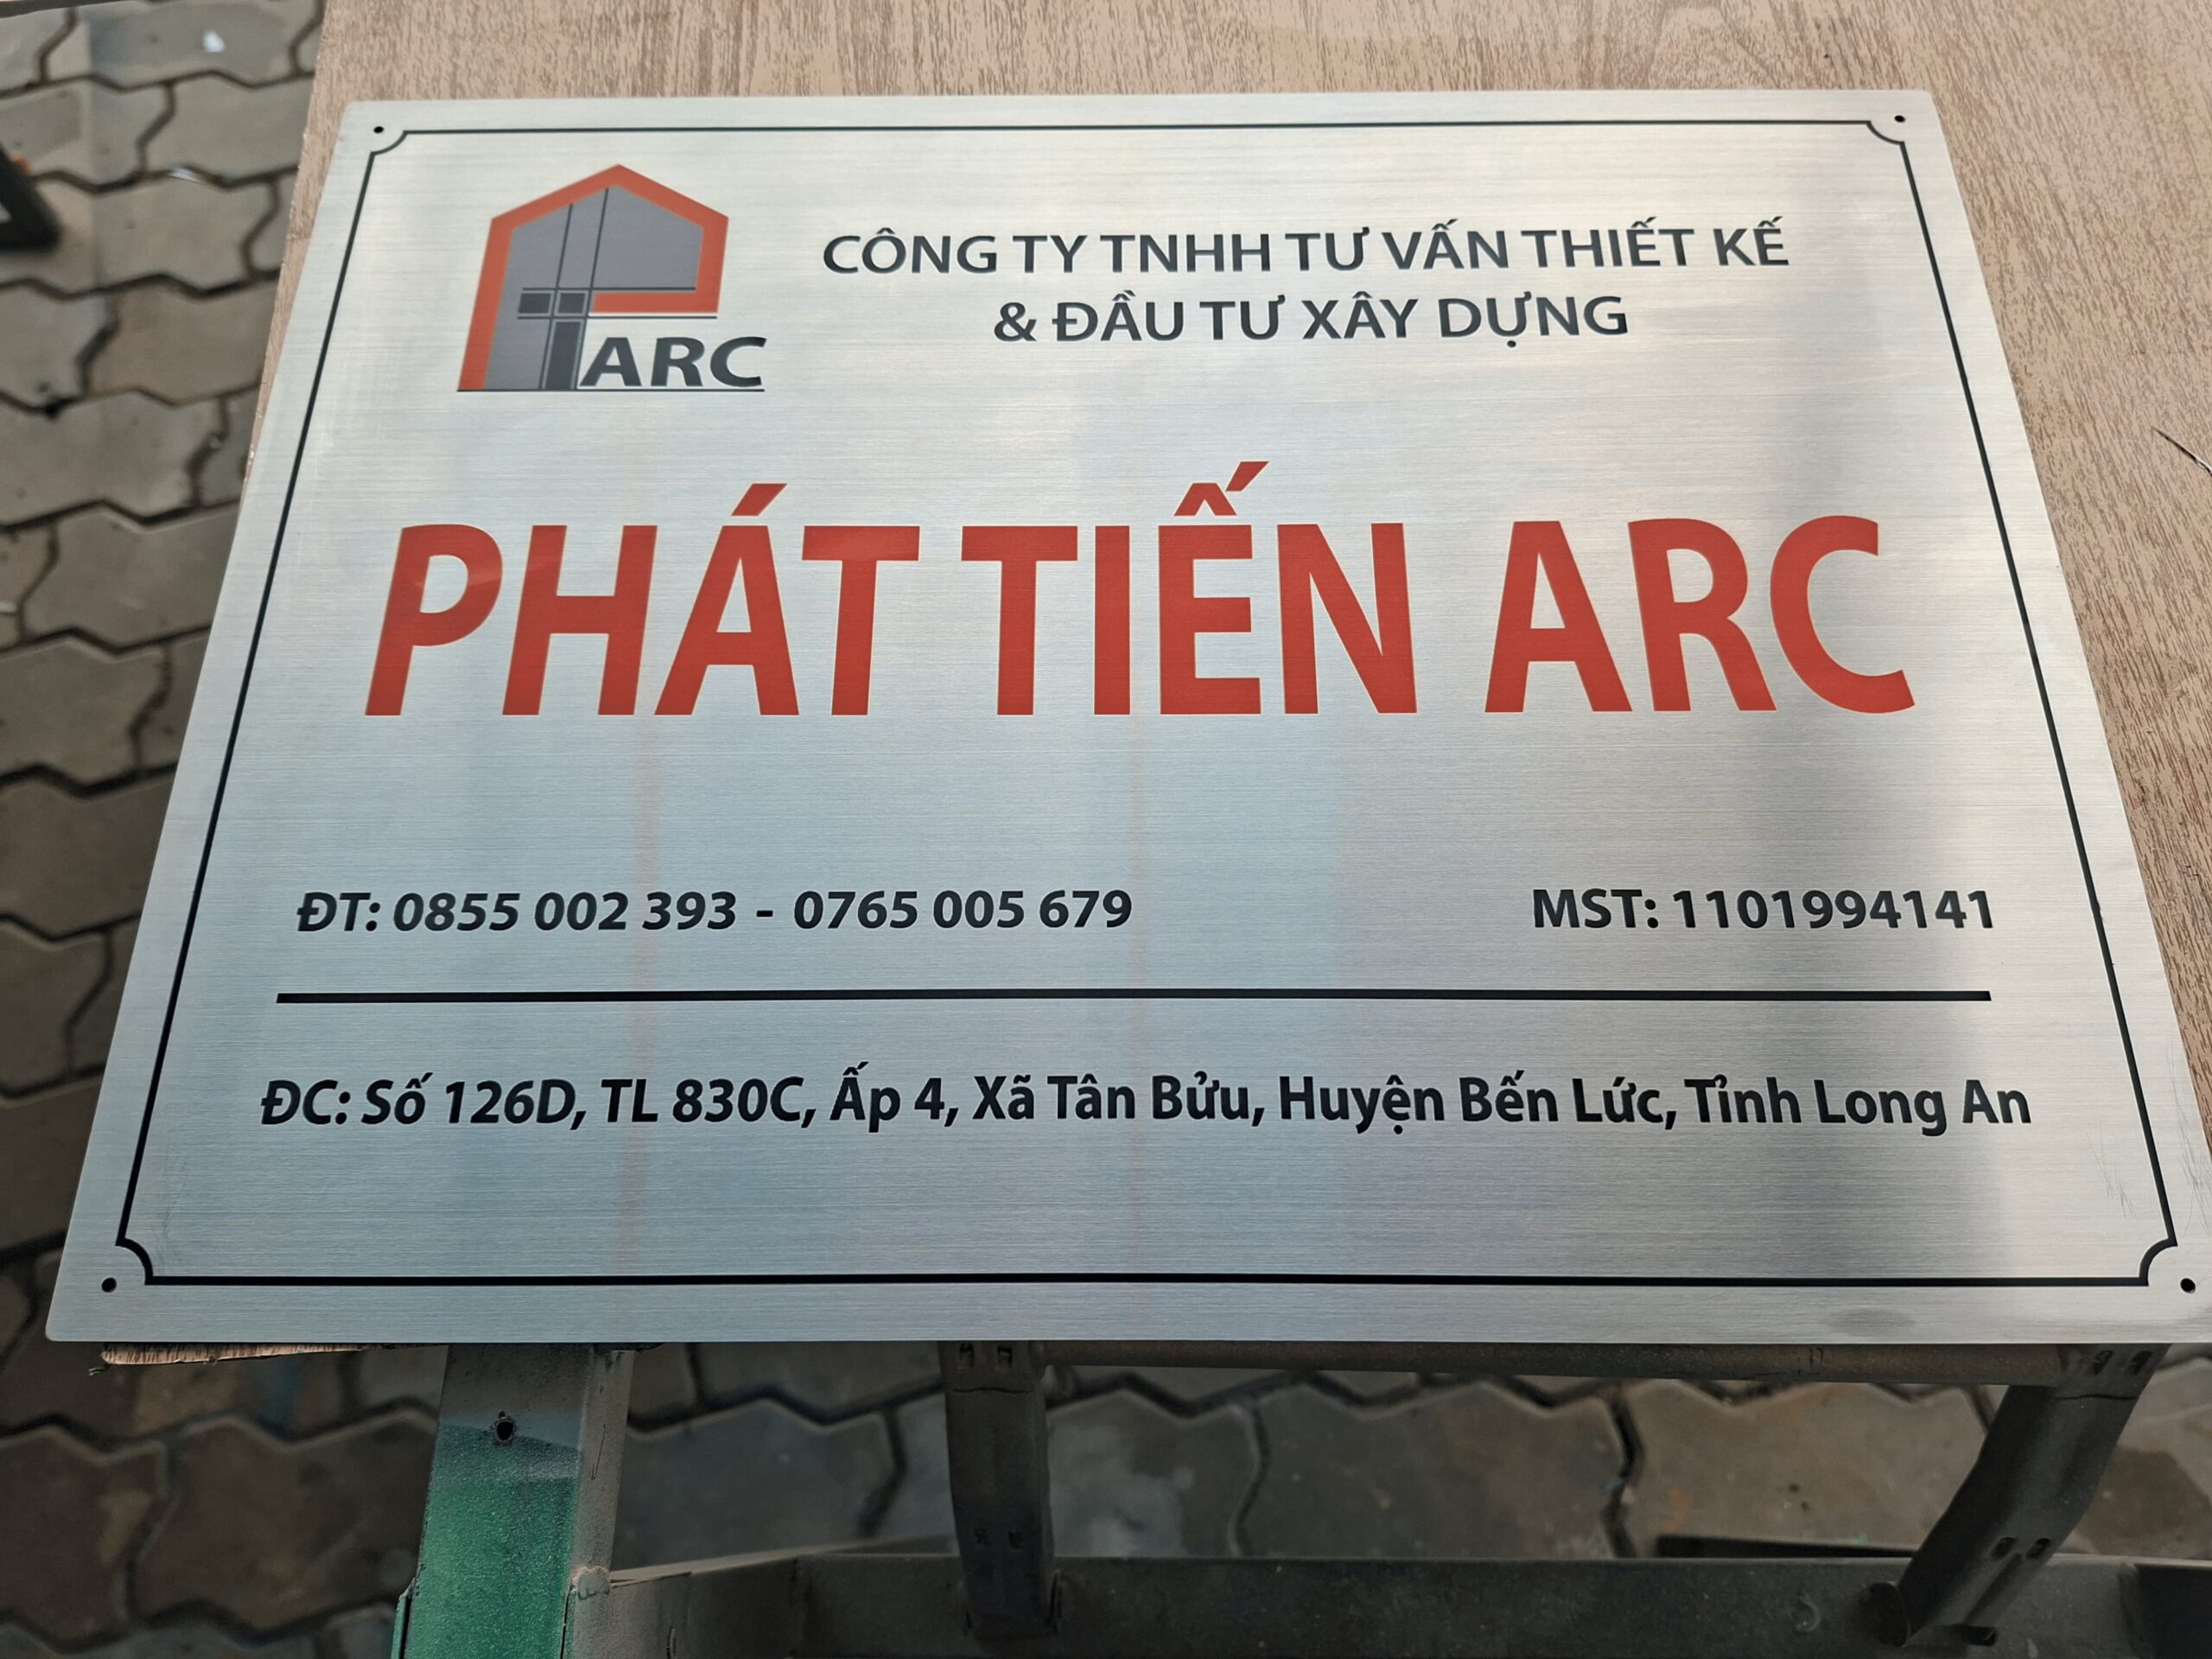 ARC
CÔNG TY TNHH TƯ VẤN THIẾT KẾ
& ĐẦU TƯ XÂY DỰNG
PHÁT TIẾN ARC
ĐT: 0855 002 393 - 0765 005 679
MST: 1101994141
ĐC: Số 126D, TL 830C, Ấp 4, Xã Tân Bửu, Huyện Bến Lức, Tỉnh Long An